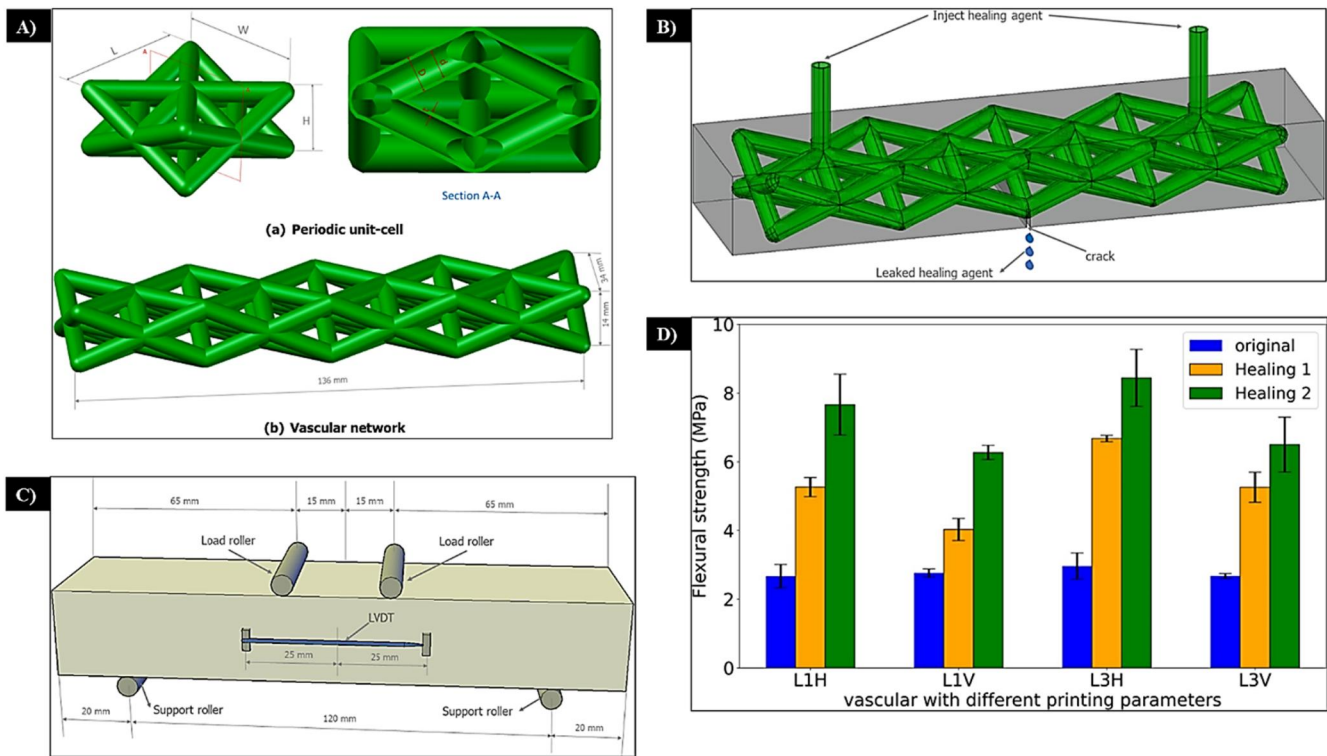 A)
L
W
A
H
D
d
Section A-A
(a) Periodic unit-cell
34 mm
14 mm
136 mm
(b) Vascular network
B)
Inject healing agent
crack
Leaked healing agent
C)
65 mm
15 mm
15 mm
65 mm
Load roller
Load roller
LVDT
25 mm
25 mm
Support roller
Support roller
20 mm
120 mm
20 mm
D)
Flexural strength (MPa)
10
8
6
4
2
0
original
Healing 1
Healing 2
L1H
L1V
L3H
L3V
vascular with different printing parameters